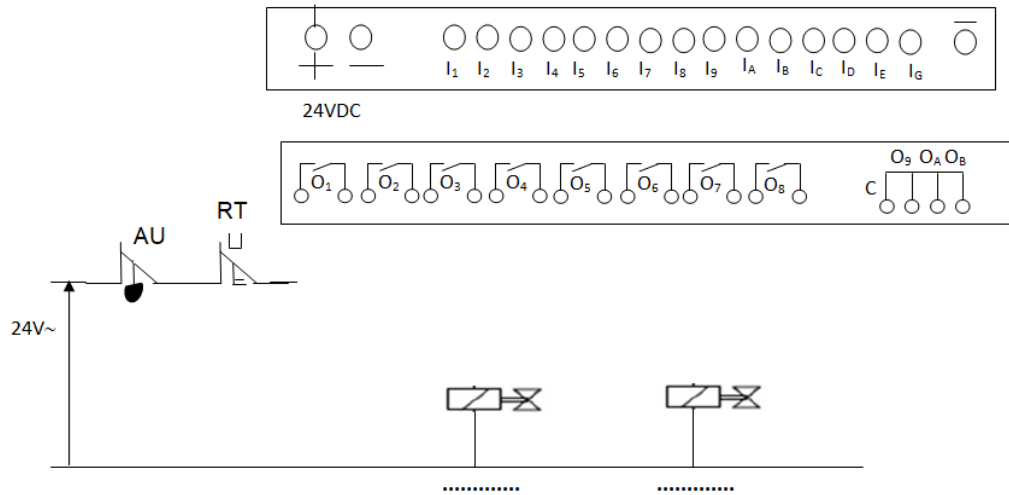 I1 I2 I3 I4 I5 I6 I7 I8 I9 IA IB IC ID IE IG
24VDC
O9 OA OB
O1 O2 O3 O4 O5 O6 O7 O8 C
RT
AU
24V~
............. .............